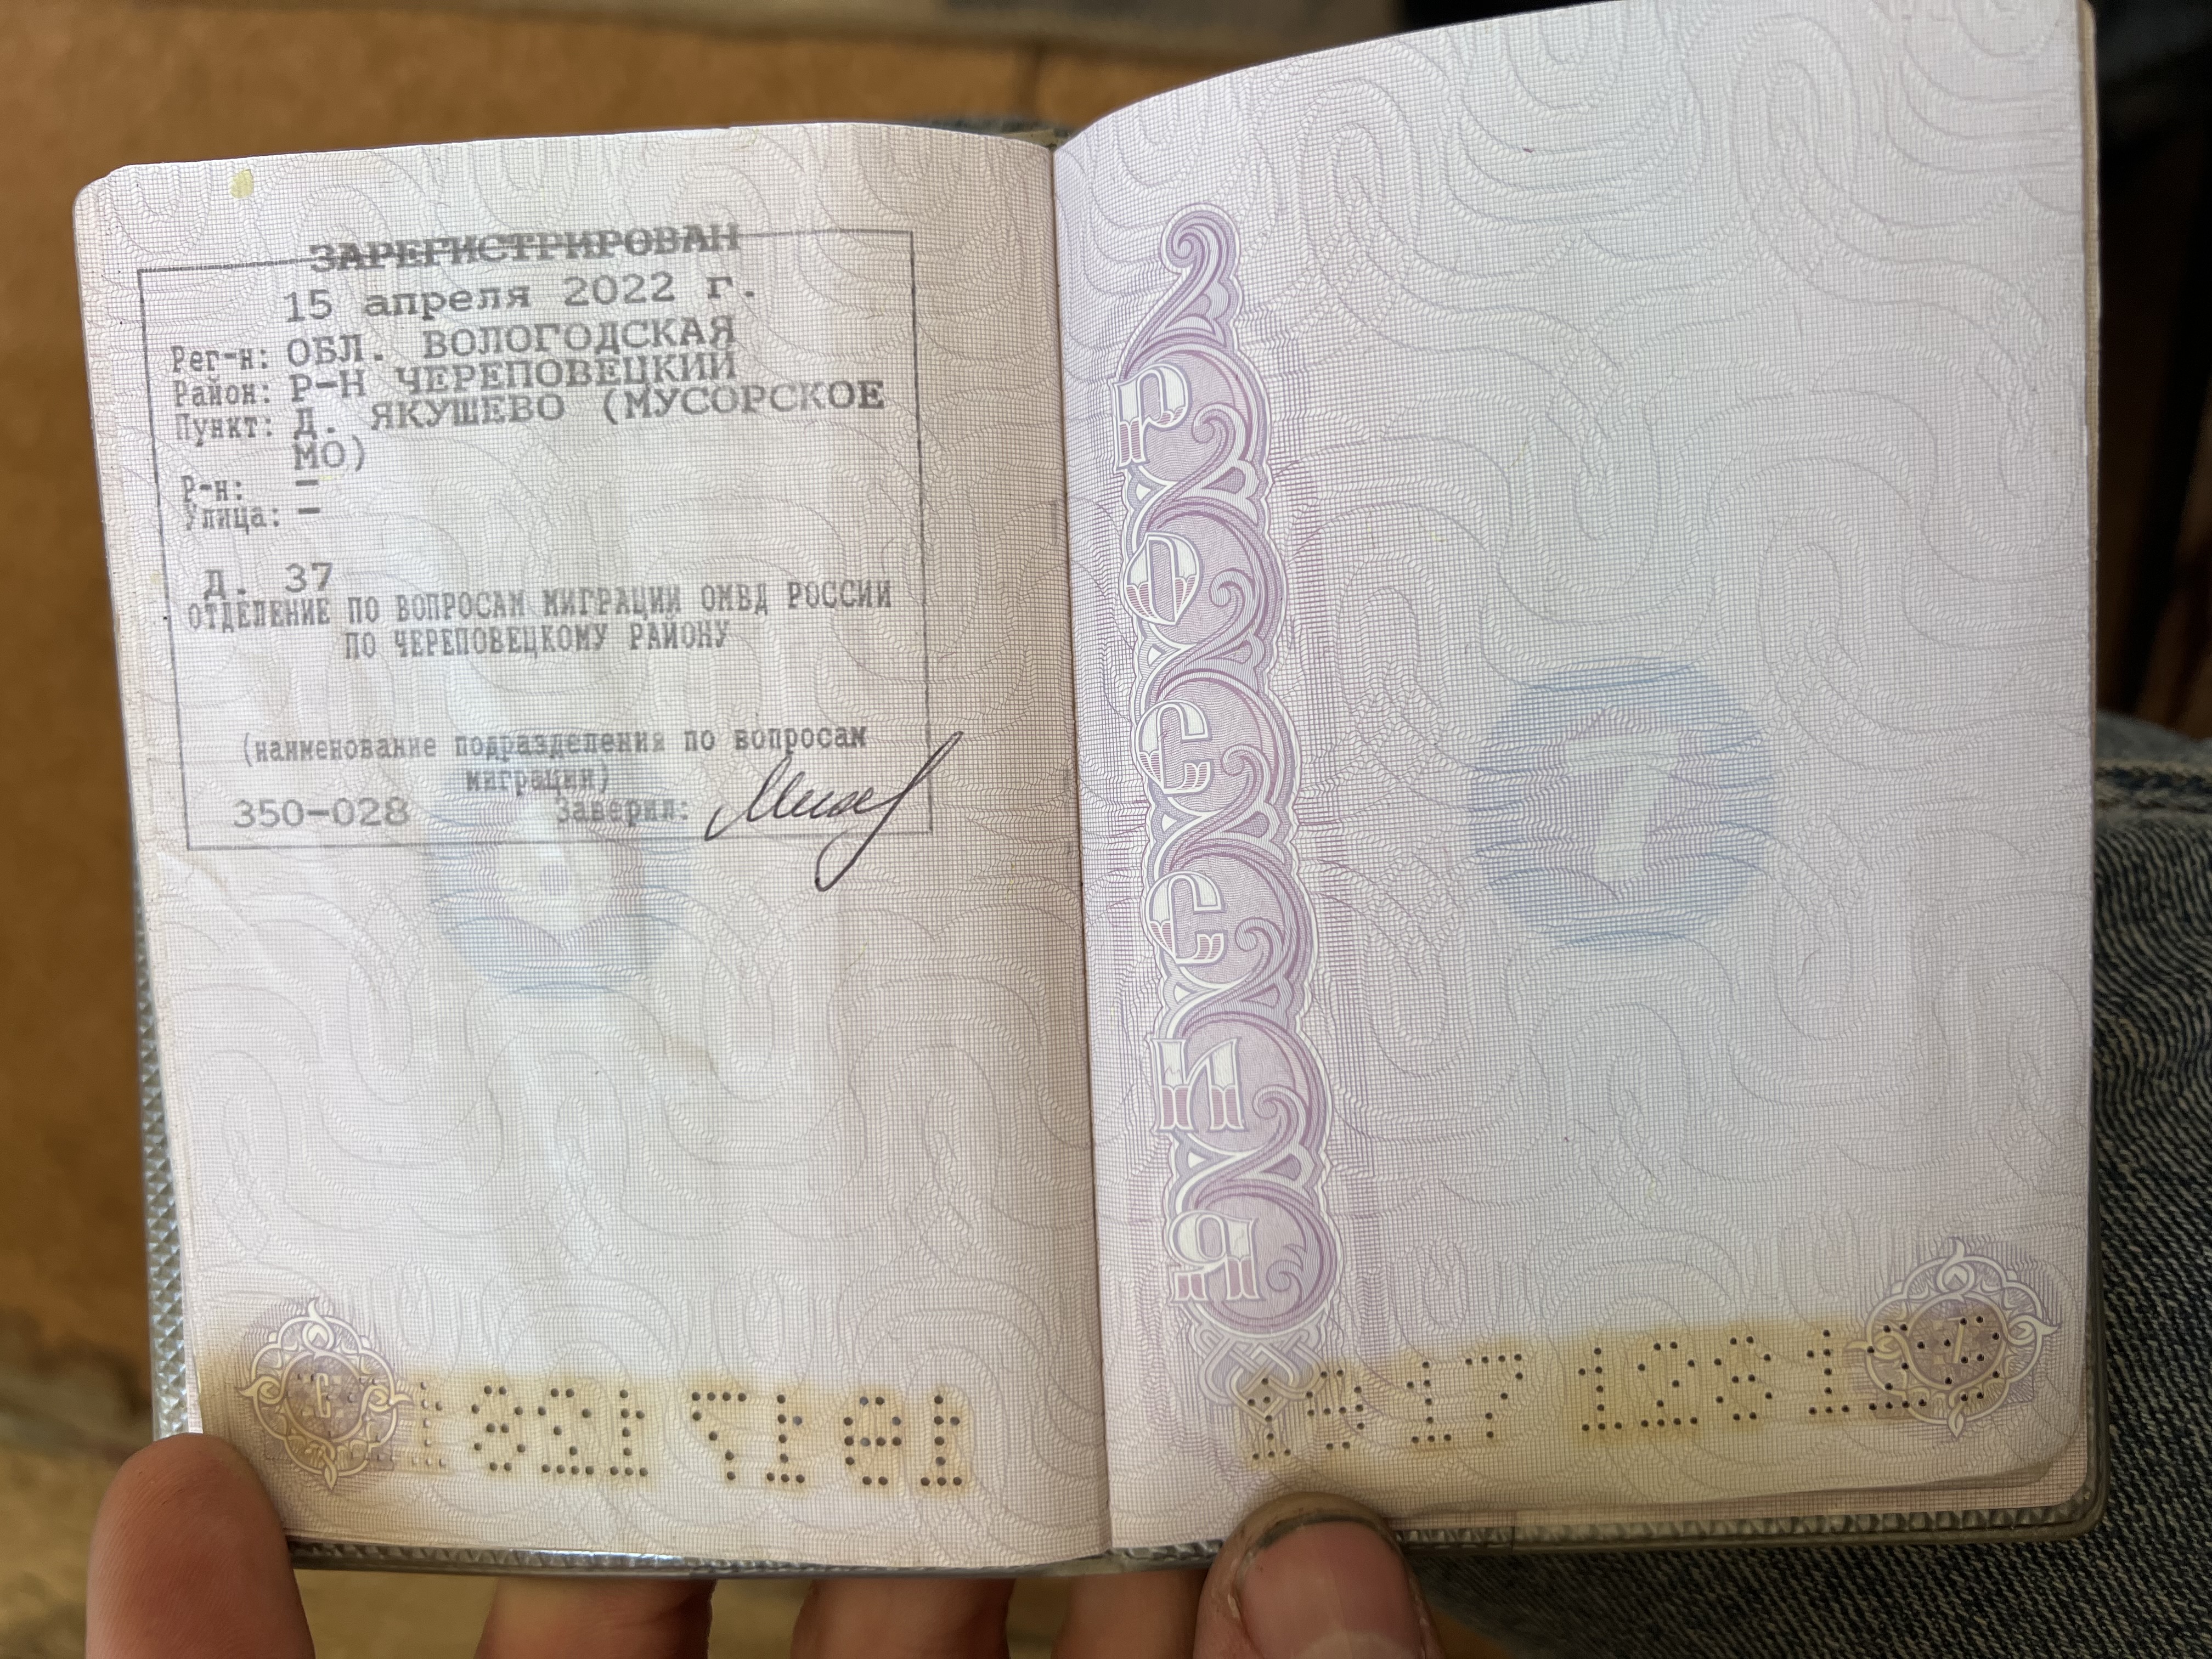 ЗАРЕГИСТРИРОВАН
15 апреля 2022 г.
Рег-н: ОБЛ. ВОЛОГОДСКАЯ
Район: Р-Н ЧЕРЕПОВЕЦКИЙ
Пункт: Д. ЯКУШЕВО (МУСОРСКОЕ
МО)
Р-н: –
Улица: –
Д. 37
ОТДЕЛЕНИЕ ПО ВОПРОСАМ МИГРАЦИИ ОМВД РОССИИ
ПО ЧЕРЕПОВЕЦКОМУ РАЙОНУ
(наименование подразделения по вопросам
миграции)
350-028 Заверил:
РОССИЯ
7